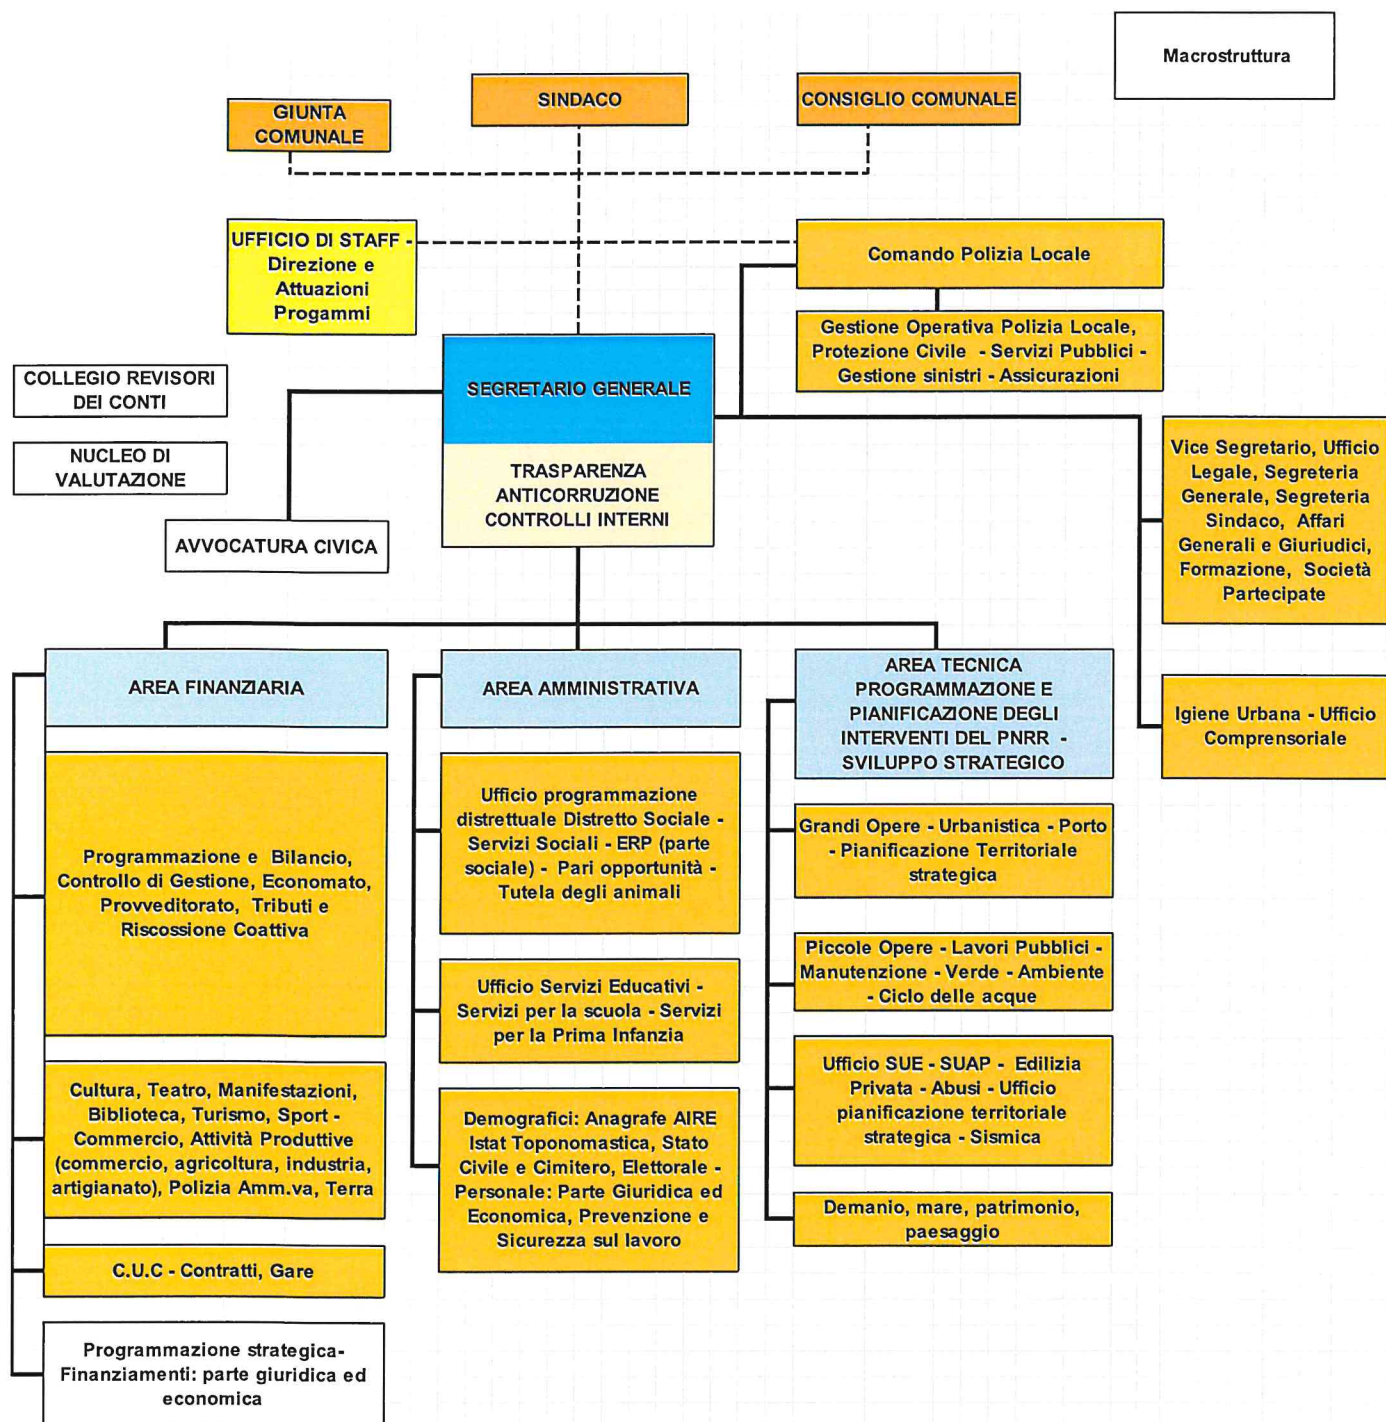 Macrostruttura
GIUNTA
COMUNALE
SINDACO
CONSIGLIO COMUNALE
UFFICIO DI STAFF -
Direzione e
Attuazioni
Progammi
Comando Polizia Locale
Gestione Operativa Polizia Locale,
Protezione Civile - Servizi Pubblici -
Gestione sinistri - Assicurazioni
COLLEGIO REVISORI
DEI CONTI
NUCLEO DI
VALUTAZIONE
SEGRETARIO GENERALE
TRASPARENZA
ANTICORRUZIONE
CONTROLLI INTERNI
AVVOCATURA CIVICA
Vice Segretario, Ufficio
Legale, Segreteria
Generale, Segreteria
Sindaco, Affari
Generali e Giuriudici,
Formazione, Società
Partecipate
Igiene Urbana - Ufficio
Comprensoriale
AREA FINANZIARIA
Programmazione e Bilancio,
Controllo di Gestione, Economato,
Provveditorato, Tributi e
Riscossione Coattiva
Cultura, Teatro, Manifestazioni,
Biblioteca, Turismo, Sport -
Commercio, Attività Produttive
(commercio, agricoltura, industria,
artigianato), Polizia Amm.va, Terra
C.U.C - Contratti, Gare
Programmazione strategica-
Finanziamenti: parte giuridica ed
economica
AREA AMMINISTRATIVA
Ufficio programmazione
distrettuale Distretto Sociale -
Servizi Sociali - ERP (parte
sociale) - Pari opportunità -
Tutela degli animali
Ufficio Servizi Educativi -
Servizi per la scuola - Servizi
per la Prima Infanzia
Demografici: Anagrafe AIRE
Istat Toponomastica, Stato
Civile e Cimitero, Elettorale -
Personale: Parte Giuridica ed
Economica, Prevenzione e
Sicurezza sul lavoro
AREA TECNICA
PROGRAMMAZIONE E
PIANIFICAZIONE DEGLI
INTERVENTI DEL PNRR -
SVILUPPO STRATEGICO
Grandi Opere - Urbanistica - Porto
- Pianificazione Territoriale
strategica
Piccole Opere - Lavori Pubblici -
Manutenzione - Verde - Ambiente
- Ciclo delle acque
Ufficio SUE - SUAP - Edilizia
Privata - Abusi - Ufficio
pianificazione territoriale
strategica - Sismica
Demanio, mare, patrimonio,
paesaggio